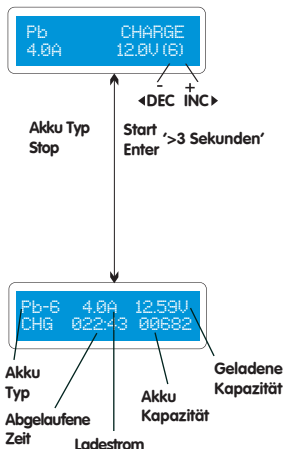 Pb CHARGE
4.0A 12.0V(6)
- +
◄DEC INC►
Akku Typ
Stop
Start
Enter
'>3 Sekunden'
Pb-6 4.0A 12.59V
CHG 022:43 00682
Akku
Typ
Abgelaufene
Zeit
Ladestrom
Akku
Kapazität
Geladene
Kapazität